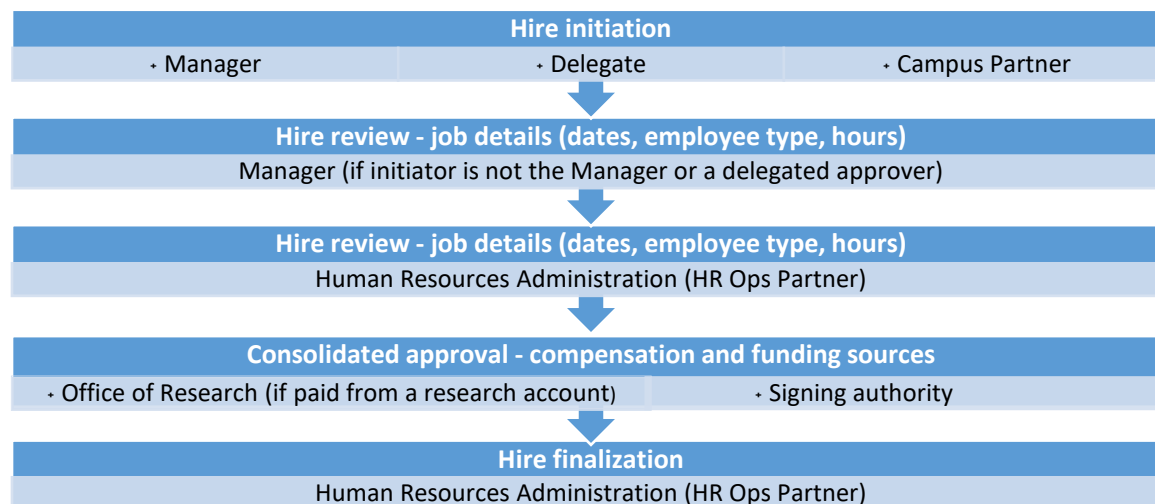 Hire initiation
﹢ Manager ﹢ Delegate ﹢ Campus Partner
Hire review - job details (dates, employee type, hours)
Manager (if initiator is not the Manager or a delegated approver)
Hire review - job details (dates, employee type, hours)
Human Resources Administration (HR Ops Partner)
Consolidated approval - compensation and funding sources
﹢ Office of Research (if paid from a research account) ﹢ Signing authority
Hire finalization
Human Resources Administration (HR Ops Partner)